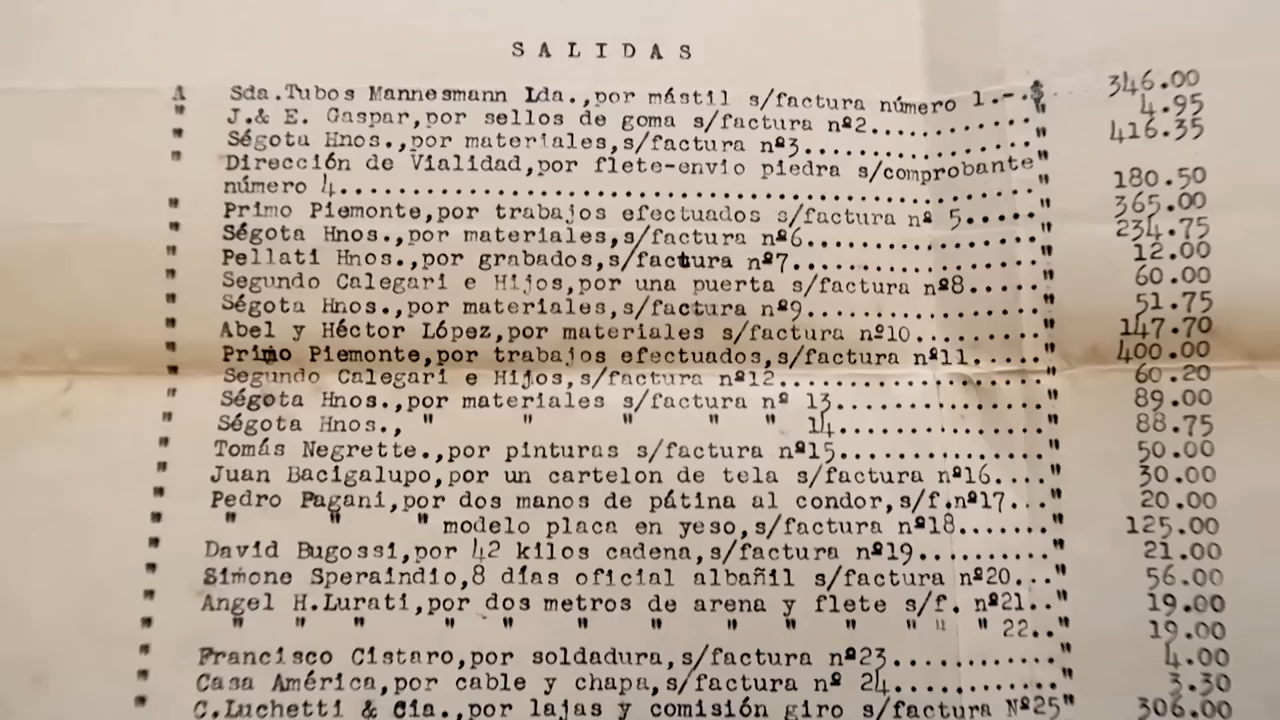 SALIDAS
A Sda.Tubos Mannesmann Lda.,por mástil s/factura número 1.-.$ 346.00
" J.& E. Gaspar,por sellos de goma s/factura nº2............" 4.95
" Ségota Hnos.,por materiales,s/factura nº3................" 416.35
" Dirección de Vialidad,por flete-envio piedra s/comprobante"
número 4................................................" 180.50
" Primo Piemonte,por trabajos efectuados s/factura nº 5....." 365.00
" Ségota Hnos.,por materiales,s/factura nº6................" 234.75
" Pellati Hnos.,por grabados,s/factura nº7................." 12.00
" Segundo Calegari e Hijos,por una puerta s/factura nº8....." 60.00
" Ségota Hnos.,por materiales,s/factura nº9................" 51.75
" Abel y Héctor López,por materiales s/factura nº10........." 147.70
" Primo Piemonte,por trabajos efectuados,s/factura nº11....." 400.00
" Segundo Calegari e Hijos,s/factura nº12.................." 60.20
" Ségota Hnos.,por materiales s/factura nº 13..............." 89.00
" Ségota Hnos., " " " " " 14..............." 88.75
" Tomás Negrette.,por pinturas s/factura nº15..............." 50.00
" Juan Bacigalupo,por un cartelon de tela s/factura nº16...." 30.00
" Pedro Pagani,por dos manos de pátina al condor,s/f.nº17..." 20.00
" " " " modelo placa en yeso,s/factura nº18......." 125.00
" David Bugossi,por 42 kilos cadena,s/factura nº19.........." 21.00
" Simone Speraindio,8 días oficial albañil s/factura nº20..." 56.00
" Angel H.Lurati,por dos metros de arena y flete s/f. nº21.." 19.00
" " " " " " " " " " " " " " 22.." 19.00
" Francisco Cistaro,por soldadura,s/factura nº23............" 4.00
" Casa América,por cable y chapa,s/factura nº 24............" 3.30
" C.Luchetti & Cia.,por lajas y comisión giro s/factura Nº25" 306.00